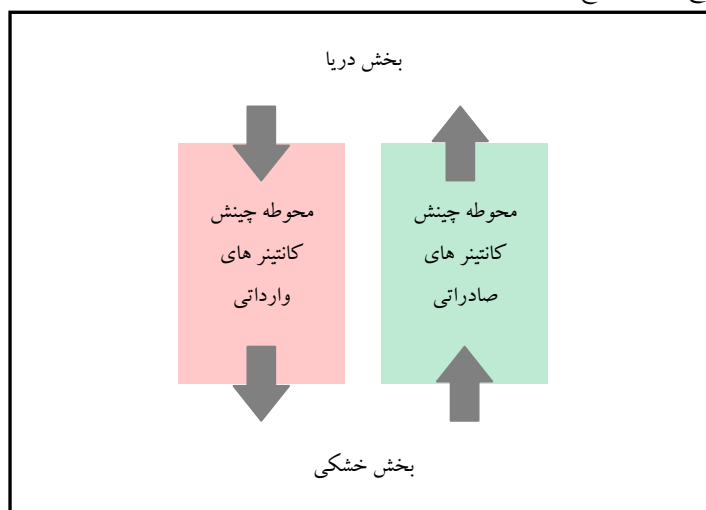 بخش دریا
محوطه چینش
کانتینر های
صادراتی
محوطه چینش
کانتینر های
وارداتی
بخش خشکی